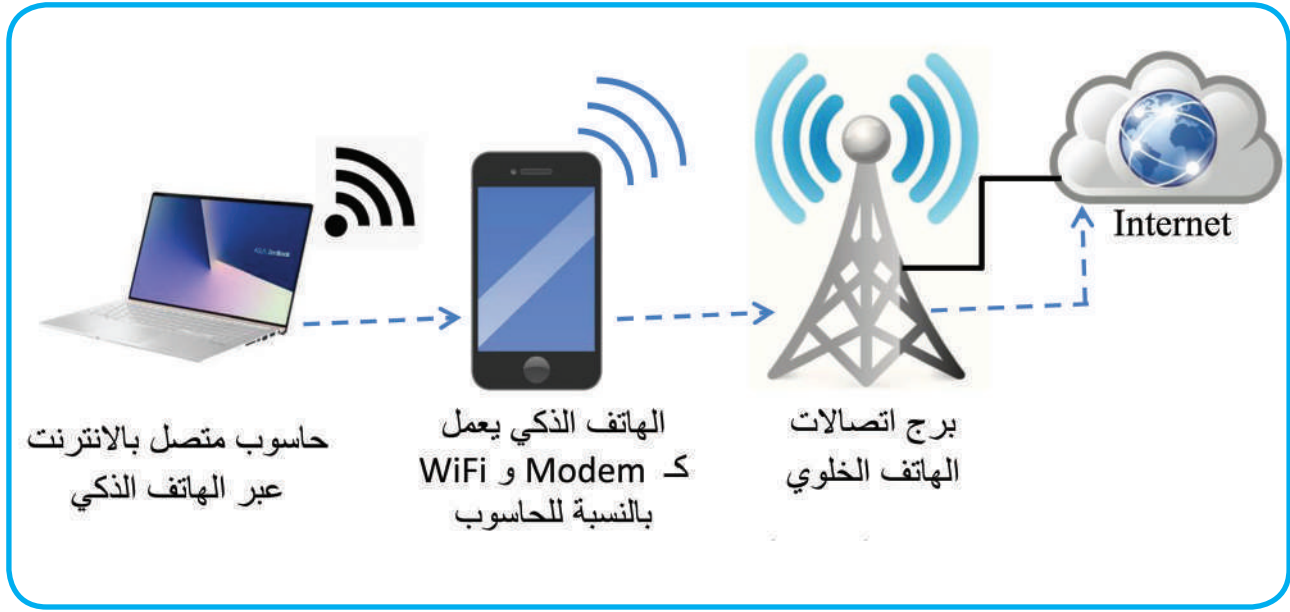 Internet
برج اتصالات
الهاتف الخلوي
الهاتف الذكي يعمل
كـ Modem و WiFi
بالنسبة للحاسوب
حاسوب متصل بالانترنت
عبر الهاتف الذكي